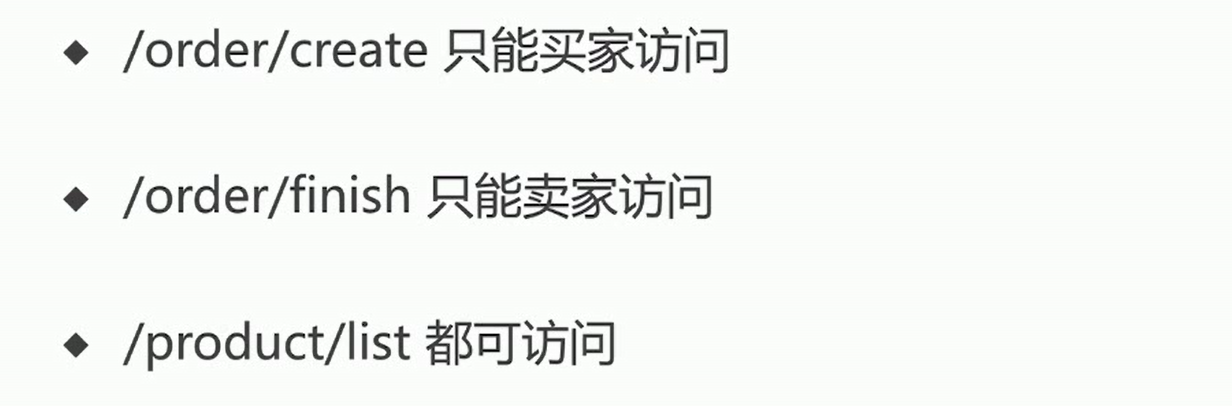 ◆ /order/create 只能买家访问
◆ /order/finish 只能卖家访问
◆ /product/list 都可访问